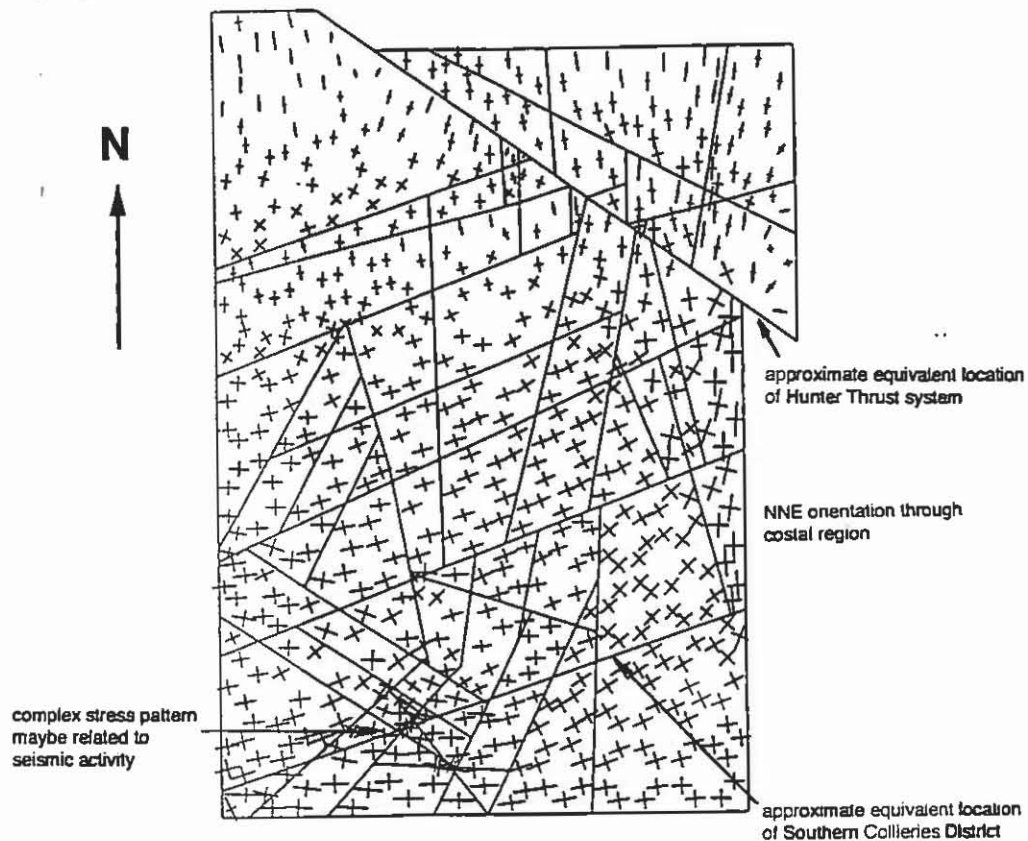 N
approximate equivalent location
of Hunter Thrust system
NNE orientation through
costal region
complex stress pattern
maybe related to
seismic activity
approximate equivalent location
of Southern Collieries District